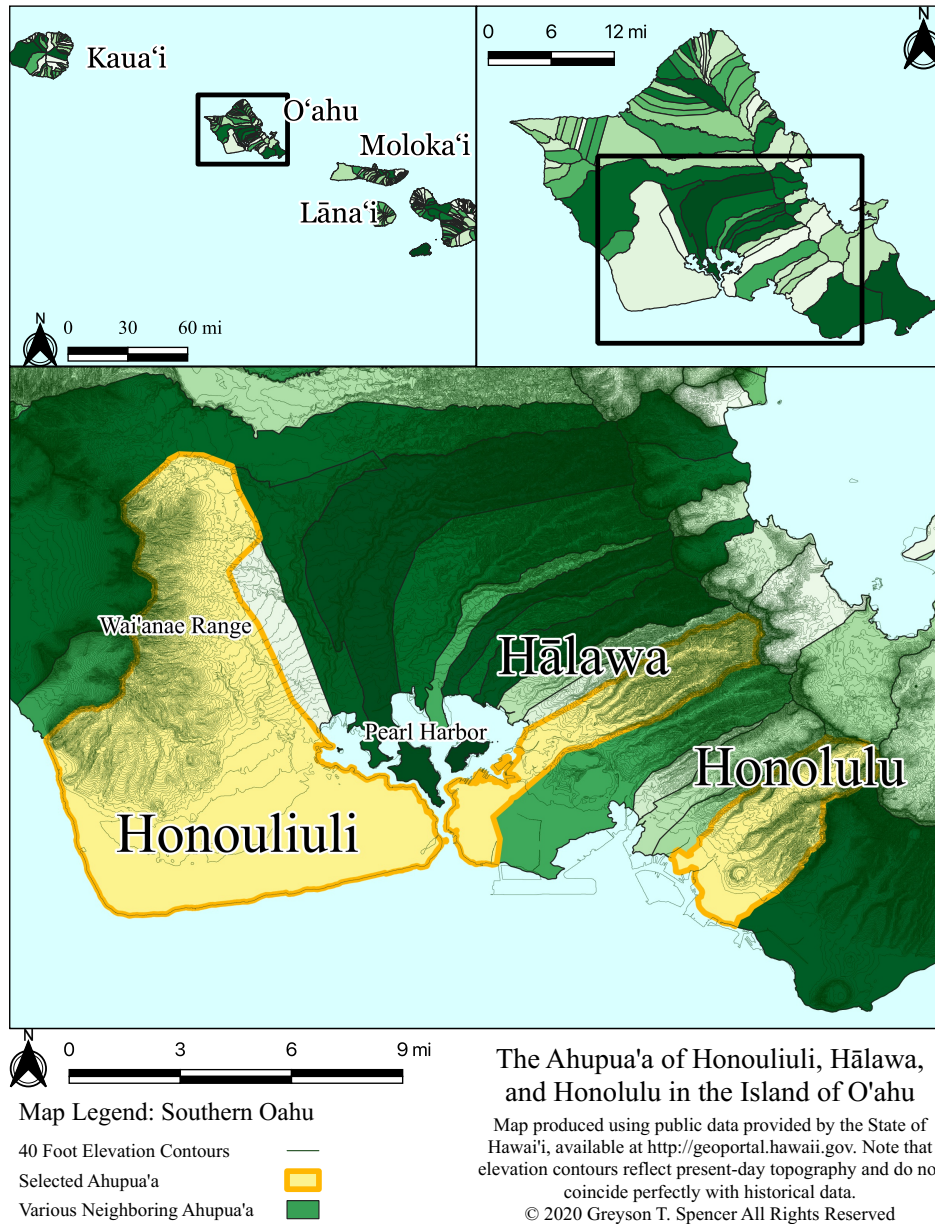 Kauaʻi
Oʻahu
Molokaʻi
Lānaʻi
N
0 30 60 mi
0 6 12 mi
N
Wai'anae Range
Hālawa
Pearl Harbor
Honolulu
Honouliuli
N
0 3 6 9 mi
Map Legend: Southern Oahu
40 Foot Elevation Contours
Selected Ahupua'a
Various Neighboring Ahupua'a
The Ahupua'a of Honouliuli, Hālawa,
and Honolulu in the Island of O'ahu
Map produced using public data provided by the State of
Hawai'i, available at http://geoportal.hawaii.gov. Note that
elevation contours reflect present-day topography and do no
coincide perfectly with historical data.
© 2020 Greyson T. Spencer All Rights Reserved